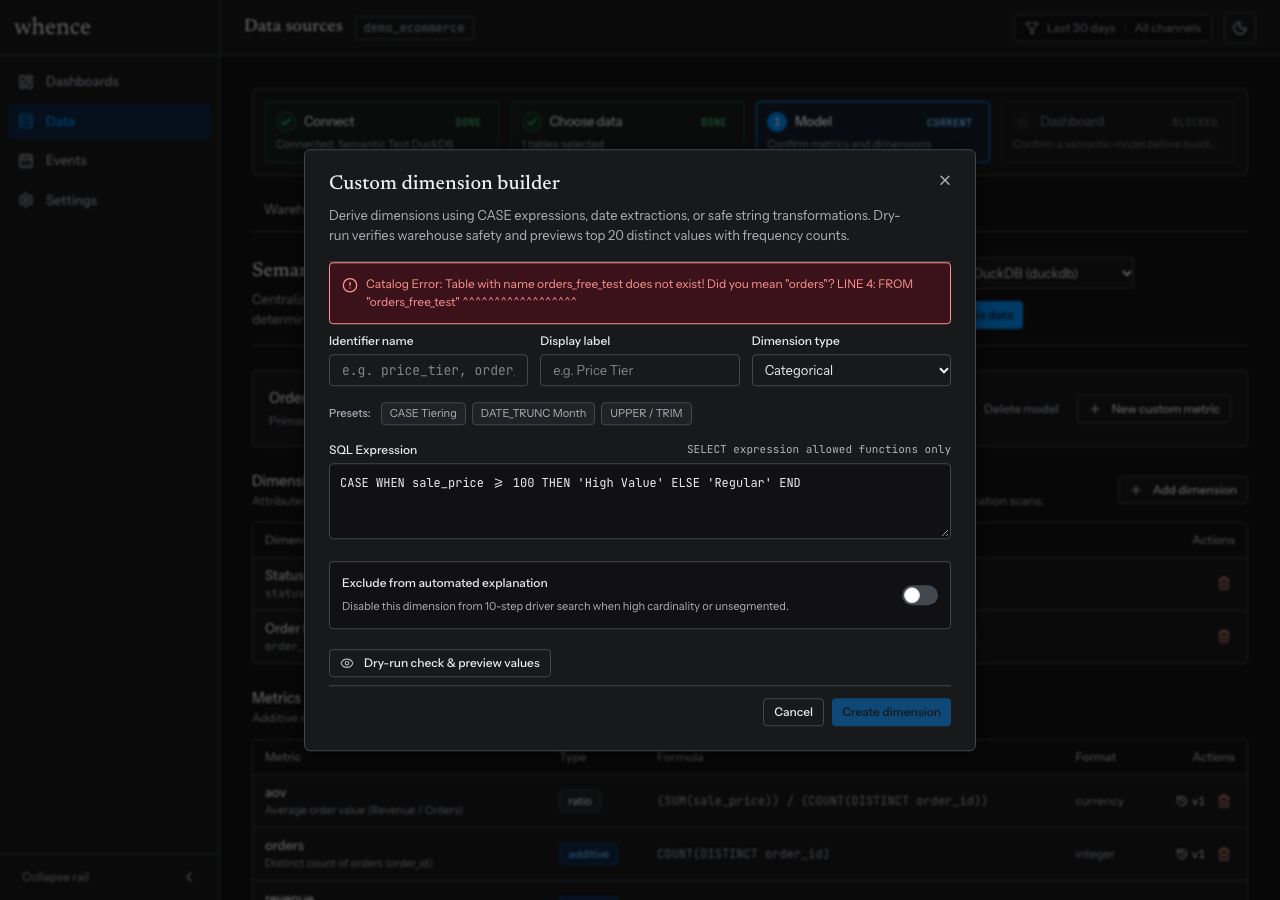 whence
Data sources
demo_ecommerce
Last 30 days
All channels
Dashboards
Data
Events
Settings
Connect
DONE
Connected: Semantic Test DuckDB
Choose data
DONE
1 tables selected
3
Model
CURRENT
Confirm metrics and dimensions
Dashboard
BLOCKED
Confirm a semantic model before buildi...
Custom dimension builder
Derive dimensions using CASE expressions, date extractions, or safe string transformations. Dry-
run verifies warehouse safety and previews top 20 distinct values with frequency counts.
DuckDB (duckdb)
Catalog Error: Table with name orders_free_test does not exist! Did you mean "orders"? LINE 4: FROM
"orders_free_test" ^^^^^^^^^^^^^^^^^^
Identifier name
Display label
Dimension type
e.g. price_tier, order
e.g. Price Tier
Categorical
Presets:
CASE Tiering
DATE_TRUNC Month
UPPER / TRIM
Delete model
New custom metric
SQL Expression
SELECT expression allowed functions only
CASE WHEN sale_price >= 100 THEN 'High Value' ELSE 'Regular' END
Add dimension
Actions
Status
status
Exclude from automated explanation
Disable this dimension from 10-step driver search when high cardinality or unsegmented.
Order
order_
Dry-run check & preview values
Cancel
Create dimension
Metrics
Metric
Type
Formula
Format
Actions
aov
Average order value (Revenue / Orders)
ratio
(SUM(sale_price)) / (COUNT(DISTINCT order_id))
currency
v1
orders
Distinct count of orders (order_id)
additive
COUNT(DISTINCT order_id)
integer
v1
revenue
Collapse rail